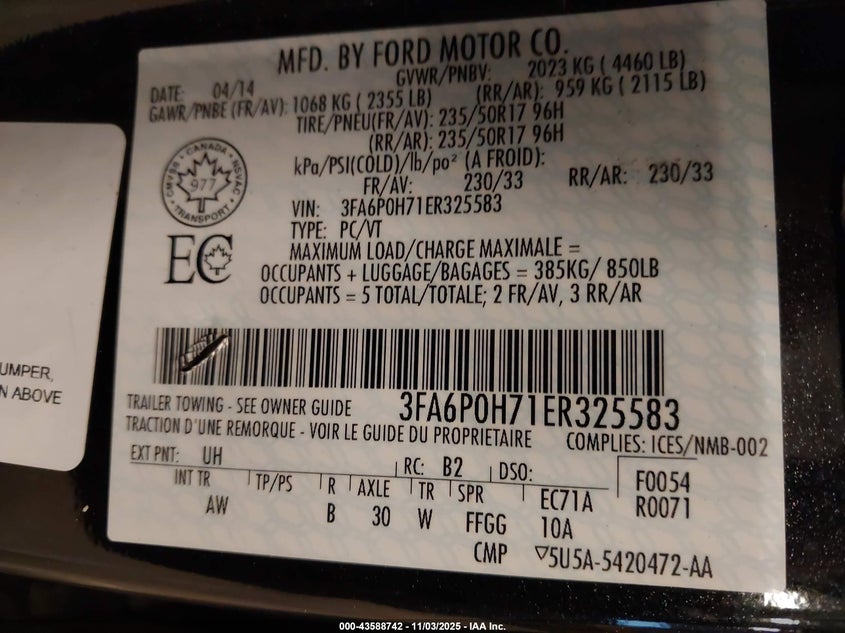 MFD. BY FORD MOTOR CO.
DATE: 04/14
GVWR/PNBV: 2023 KG ( 4460 LB)
GAWR/PNBE (FR/AV): 1068 KG ( 2355 LB) (RR/AR): 959 KG ( 2115 LB)
TIRE/PNEU(FR/AV): 235/50R17 96H
(RR/AR): 235/50R17 96H
kPa/PSI(COLD)/lb/po² (A FROID):
FR/AV: 230/33 RR/AR: 230/33
CANADA
CMVSS NSVAC
977
TRANSPORT
VIN: 3FA6P0H71ER325583
TYPE: PC/VT
EC
MAXIMUM LOAD/CHARGE MAXIMALE =
OCCUPANTS + LUGGAGE/BAGAGES = 385KG/ 850LB
OCCUPANTS = 5 TOTAL/TOTALE; 2 FR/AV, 3 RR/AR
UMPER,
N ABOVE
TRAILER TOWING - SEE OWNER GUIDE 3FA6P0H71ER325583
TRACTION D'UNE REMORQUE - VOIR LE GUIDE DU PROPRIETAIRE COMPLIES: ICES/NMB-002
EXT PNT: UH RC: B2 DSO: F0054
INT TR TP/PS R AXLE TR SPR EC71A R0071
AW B 30 W FFGG 10A
CMP 5U5A-5420472-AA
000-43588742 - 11/03/2025 - IAA Inc.